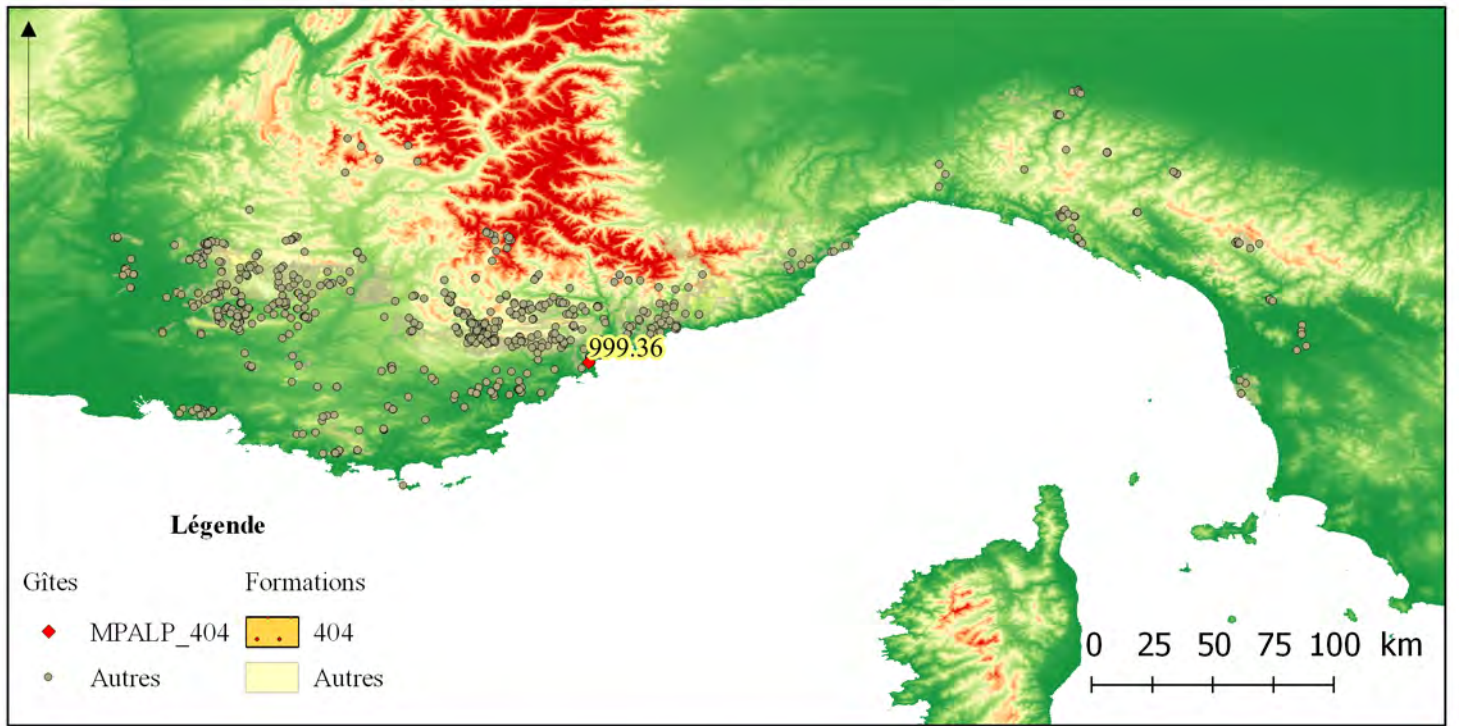 999.36
Légende
Gîtes Formations
MPALP_404 404
Autres Autres
0 25 50 75 100 km